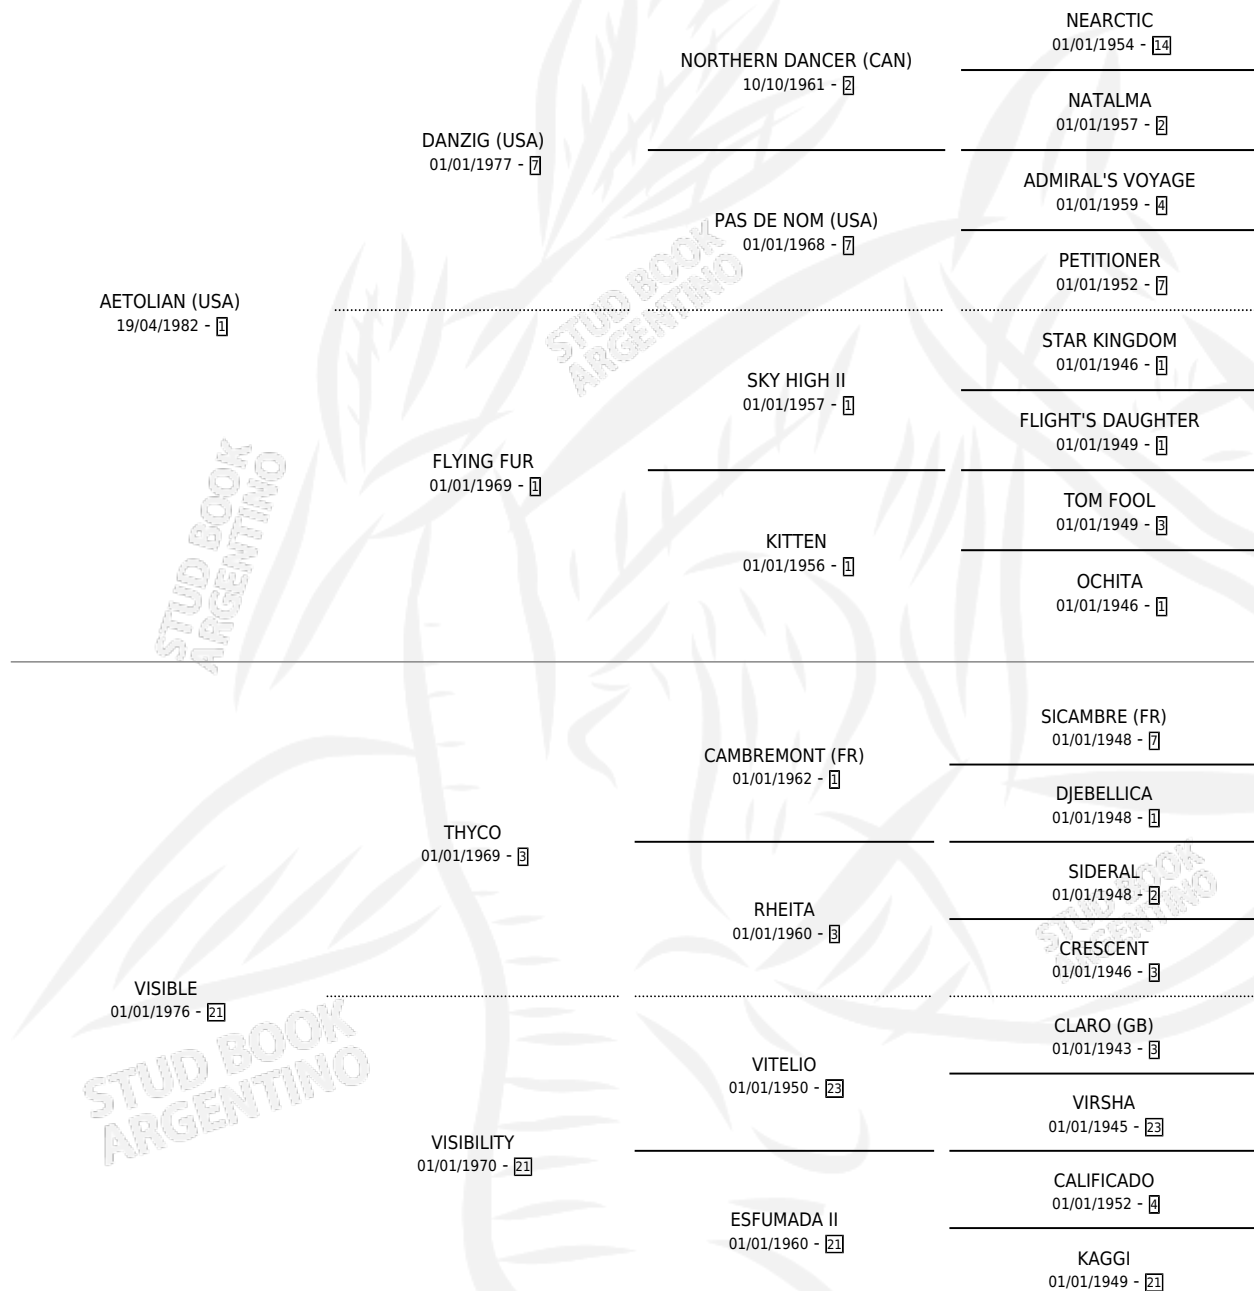 NEARCTIC
01/01/1954 - 14
NORTHERN DANCER (CAN)
10/10/1961 - 2
NATALMA
01/01/1957 - 2
DANZIG (USA)
01/01/1977 - 7
ADMIRAL'S VOYAGE
01/01/1959 - 4
PAS DE NOM (USA)
01/01/1968 - 7
PETITIONER
01/01/1952 - 7
AETOLIAN (USA)
19/04/1982 - 1
STUD BOOK
ARGENTINO
STAR KINGDOM
01/01/1946 - 1
SKY HIGH II
01/01/1957 - 1
FLIGHT'S DAUGHTER
01/01/1949 - 1
FLYING FUR
01/01/1969 - 1
TOM FOOL
01/01/1949 - 3
KITTEN
01/01/1956 - 1
OCHITA
01/01/1946 - 1
STUD BOOK
ARGENTINO
SICAMBRE (FR)
01/01/1948 - 7
CAMBREMONT (FR)
01/01/1962 - 1
DJEBELLICA
01/01/1948 - 1
THYCO
01/01/1969 - 3
SIDERAL
01/01/1948 - 2
RHEITA
01/01/1960 - 3
CRESCENT
01/01/1946 - 3
STUD BOOK
ARGENTINO
VISIBLE
01/01/1976 - 21
CLARO (GB)
01/01/1943 - 3
VITELIO
01/01/1950 - 23
VIRSHA
01/01/1945 - 23
STUD BOOK
ARGENTINO
VISIBILITY
01/01/1970 - 21
CALIFICADO
01/01/1952 - 4
ESFUMADA II
01/01/1960 - 21
KAGGI
01/01/1949 - 21